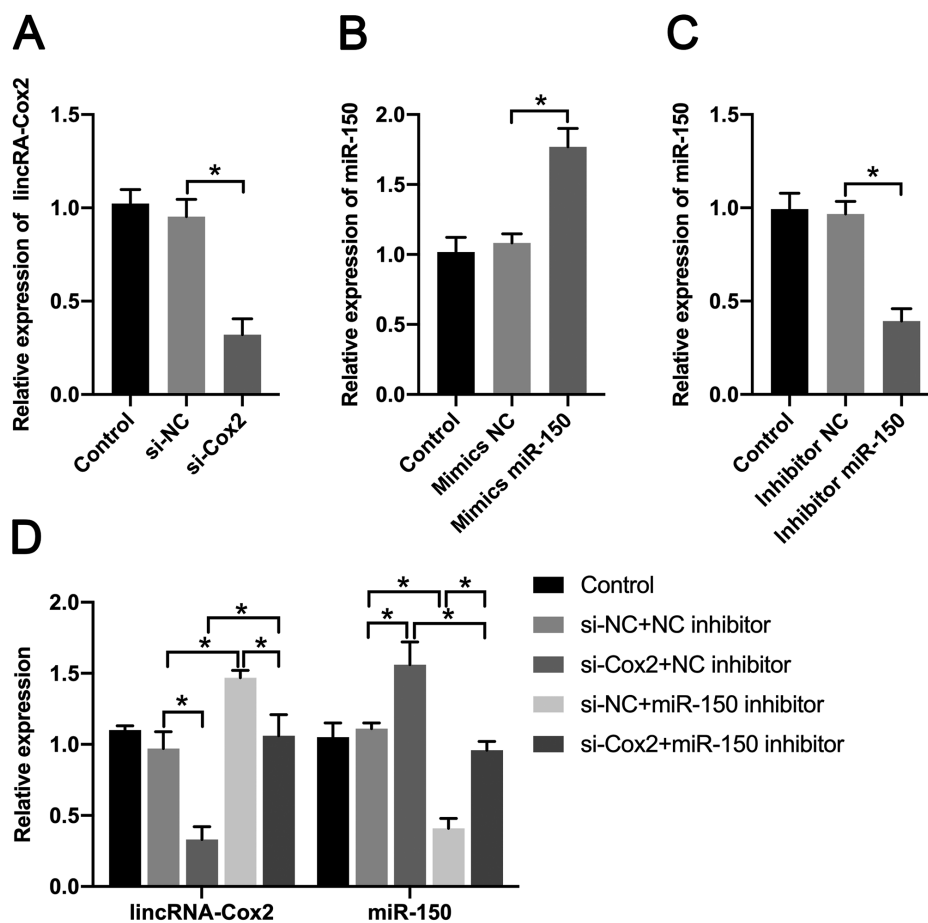 A
Relative expression of lincRA-Cox2
1.5
1.0
0.5
0.0
*
Control
si-NC
si-Cox2
B
Relative expression of miR-150
2.0
1.5
1.0
0.5
0.0
*
Control
Mimics NC
Mimics miR-150
C
Relative expression of miR-150
1.5
1.0
0.5
0.0
*
Control
Inhibitor NC
Inhibitor miR-150
D
Relative expression
2.0
1.5
1.0
0.5
0.0
*
*
*
*
*
*
*
*
lincRNA-Cox2
miR-150
Control
si-NC+NC inhibitor
si-Cox2+NC inhibitor
si-NC+miR-150 inhibitor
si-Cox2+miR-150 inhibitor